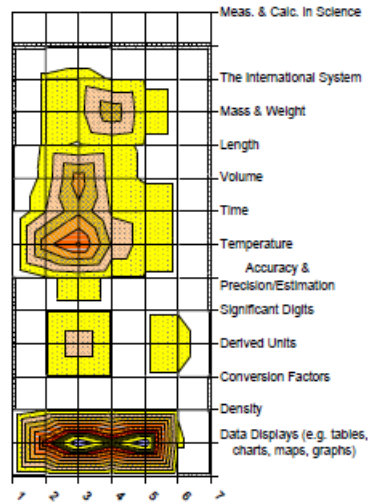 Meas. & Calc. in Science
The International System
Mass & Weight
Length
Volume
Time
Temperature
Accuracy &
Precision/Estimation
Significant Digits
Derived Units
Conversion Factors
Density
Data Displays (e.g. tables,
charts, maps, graphs)
1 2 3 4 5 6 7